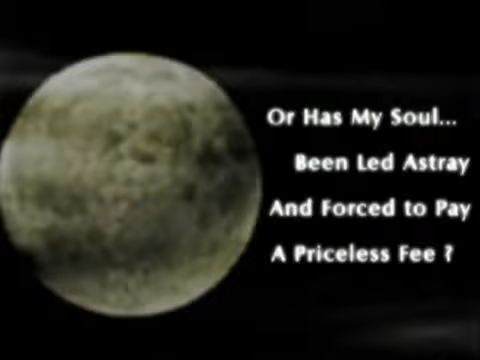 Or Has My Soul...
Been Led Astray
And Forced to Pay
A Priceless Fee ?